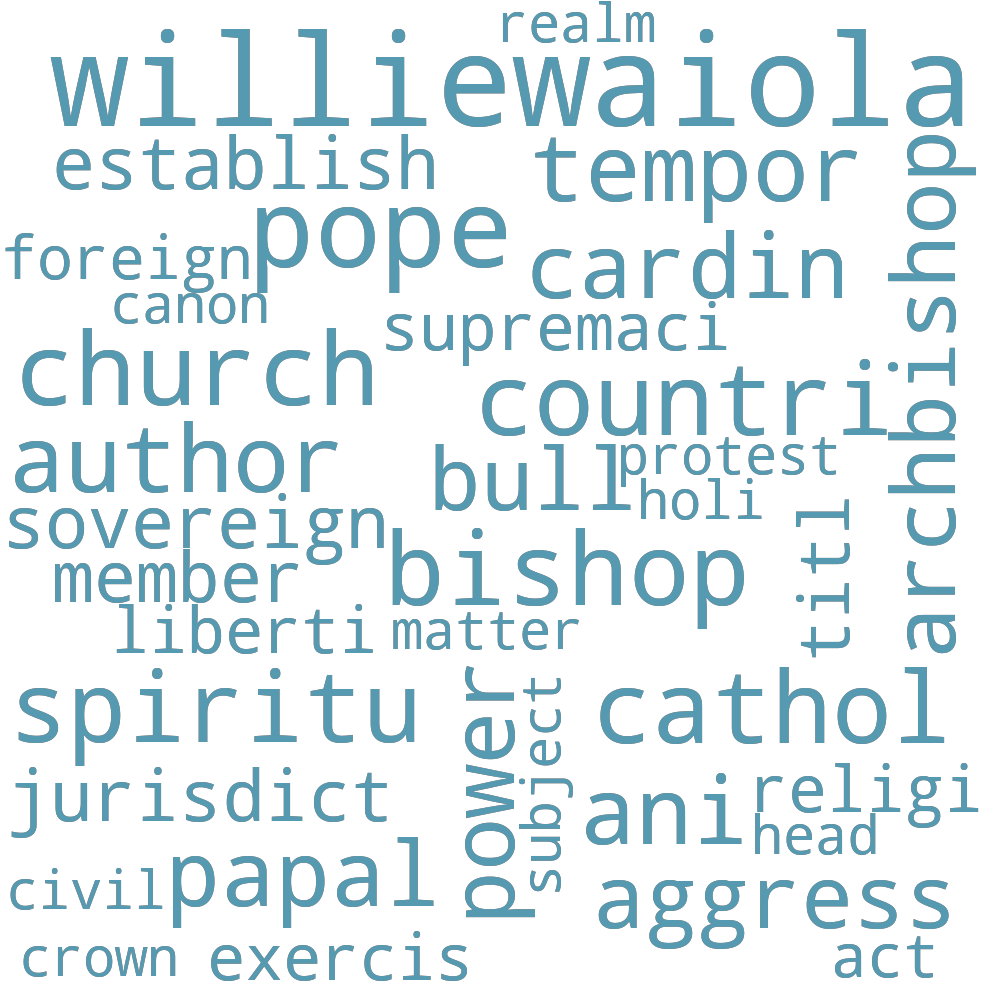 realm
williewaiola
establish
tempor
archbishop
pope
foreign
cardin
canon
supremaci
church
countri
author
protest
bull
holi
sovereign
titl
bishop
member
liberti
matter
spiritu
power
subject
cathol
jurisdict
religi
ani
head
civil
papal
aggress
crown
exercis
act